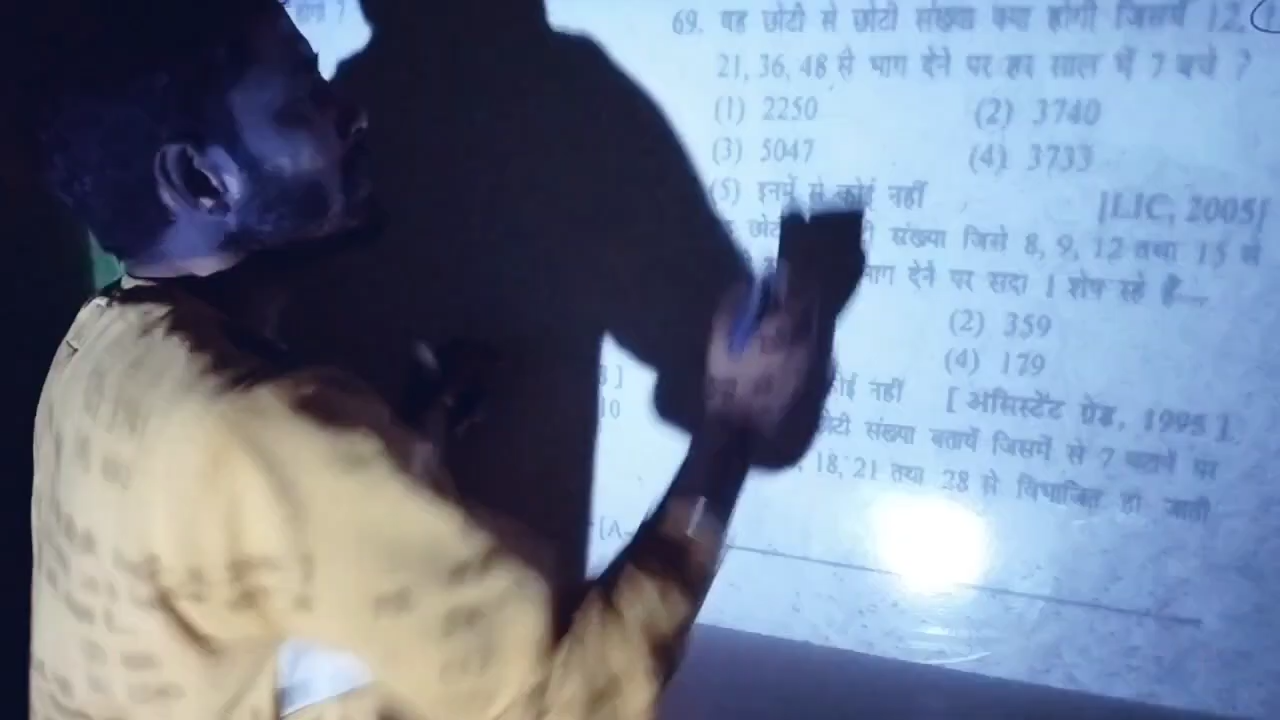 69. वह छोटी से छोटी संख्या क्या होगी जिसमें 12,
21, 36, 48 से भाग देने पर हर हाल में 7 बचे ?
(1) 2250 (2) 3740
(3) 5047 (4) 3733
(5) इनमें से कोई नहीं [LIC, 2005]
संख्या जिसे 8, 9, 12 तथा 15 से
भाग देने पर सदा 1 शेष रहे
(2) 359
(4) 179
नहीं [ असिस्टेंट ग्रेड, 1995 ]
10
संख्या बतायें जिसमें से 7 घटाने पर
18, 21 तथा 28 से विभाजित हो जाती
[A